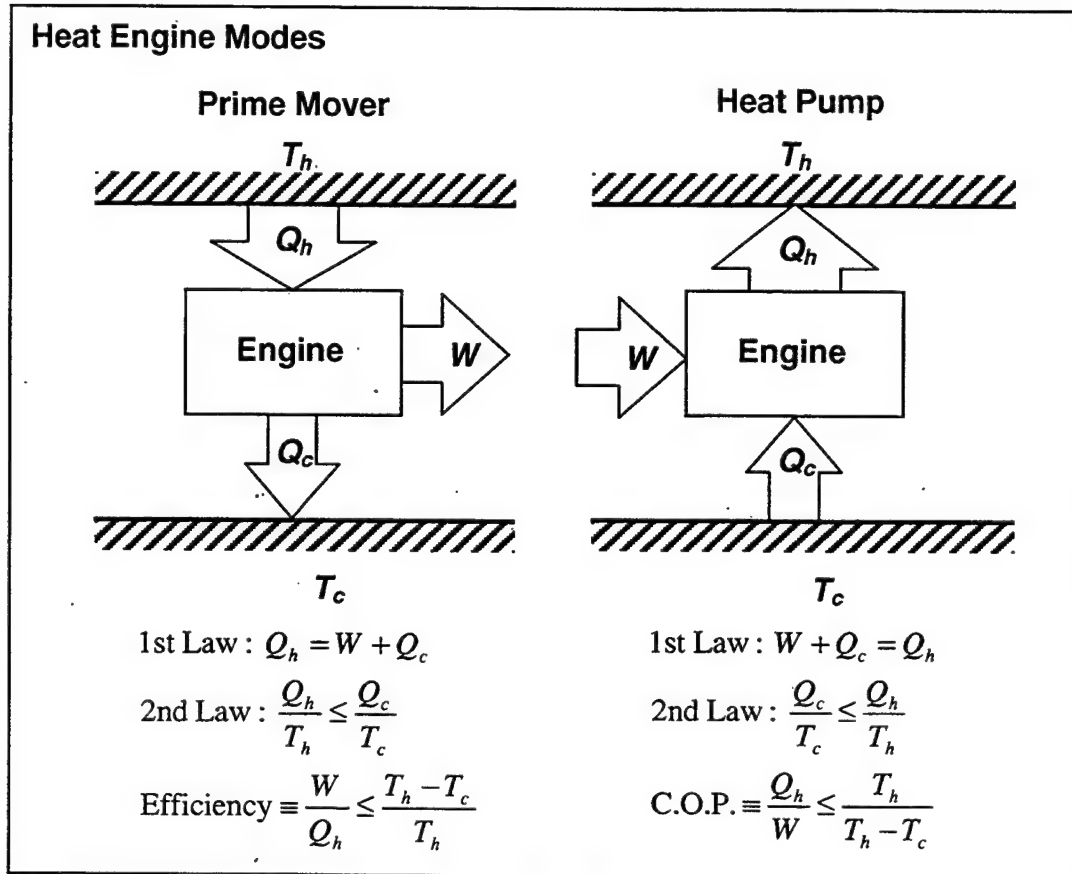 Heat Engine Modes
Prime Mover
Heat Pump
T_h
T_h
Q_h
Q_h
Engine
W
W
Engine
Q_c
Q_c
T_c
T_c
1st Law : Q_h = W + Q_c
2nd Law : Q_h/T_h ≤ Q_c/T_c
Efficiency ≡ W/Q_h ≤ (T_h − T_c)/T_h
1st Law : W + Q_c = Q_h
2nd Law : Q_c/T_c ≤ Q_h/T_h
C.O.P. ≡ Q_h/W ≤ T_h/(T_h − T_c)